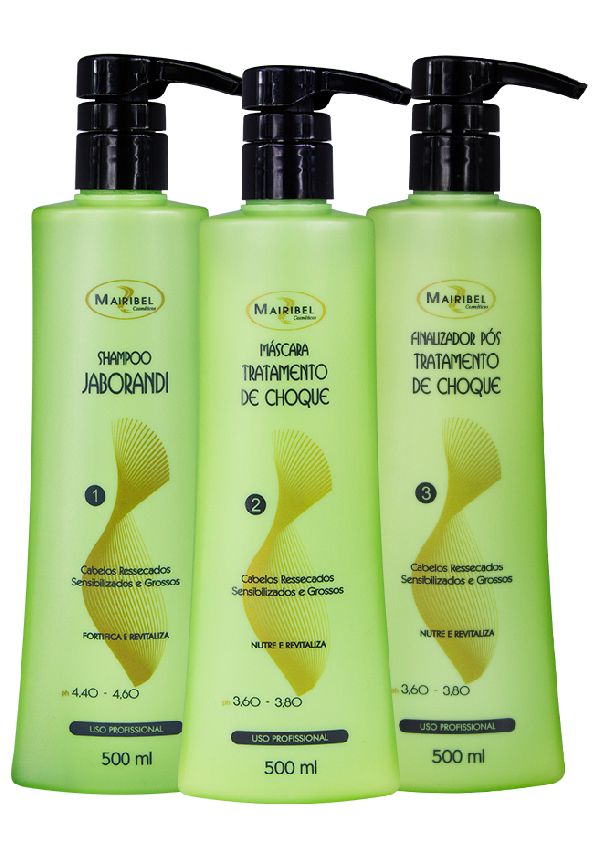 MAIRIBEL
Cosméticos
SHAMPOO
JABORANDI
1
Cabelos Ressecados
Sensibilizados e Grossos
FORTIFICA E REVITALIZA
ph 4,40 - 4,60
USO PROFISSIONAL
500 ml
MAIRIBEL
Cosméticos
MÁSCARA
TRATAMENTO
DE CHOQUE
2
Cabelos Ressecados
Sensibilizados e Grossos
NUTRE E REVITALIZA
ph 3,60 - 3,80
USO PROFISSIONAL
500 ml
MAIRIBEL
Cosméticos
FINALIZADOR PÓS
TRATAMENTO
DE CHOQUE
3
Cabelos Ressecados
Sensibilizados e Grossos
NUTRE E REVITALIZA
ph 3,60 - 3,80
USO PROFISSIONAL
500 ml